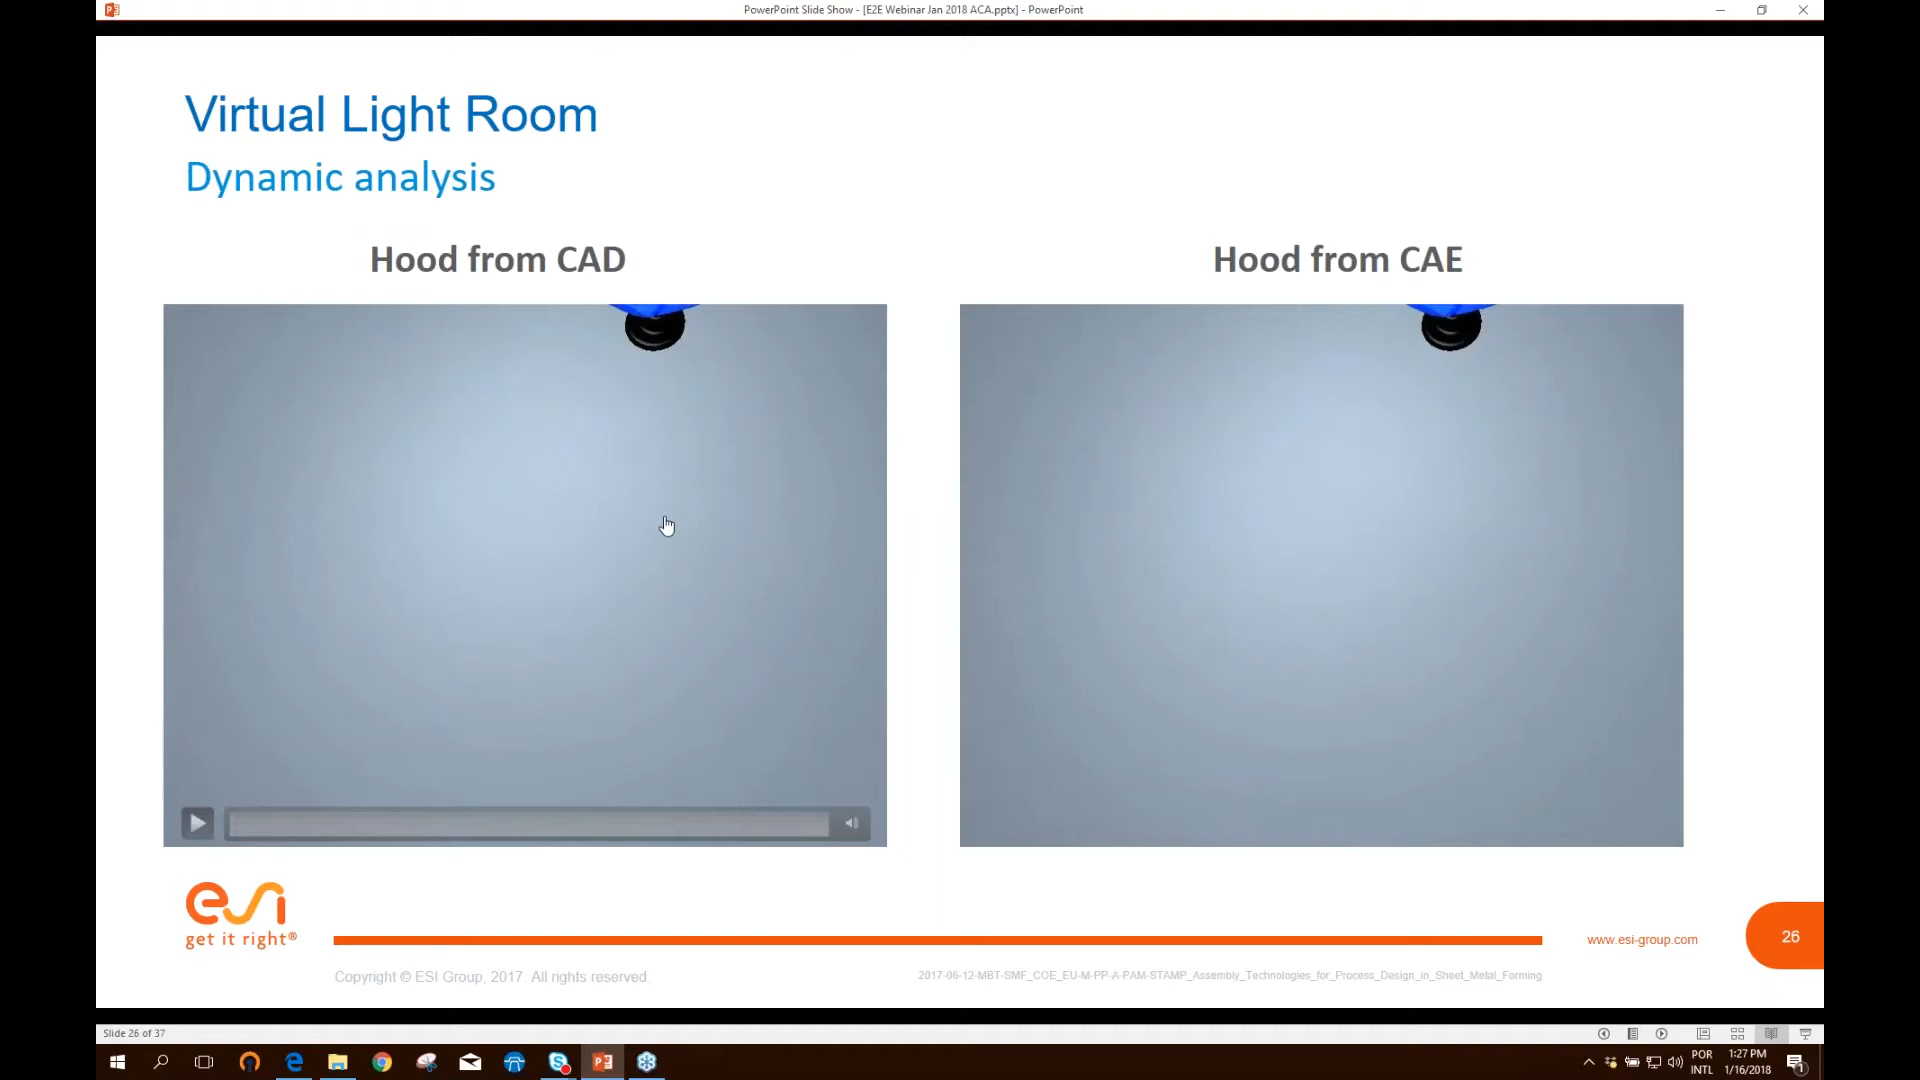 PowerPoint Slide Show - [E2E Webinar Jan 2018 ACA.pptx] - PowerPoint
Virtual Light Room
Dynamic analysis
Hood from CAD
Hood from CAE
esi
get it right®
www.esi-group.com
26
Copyright © ESI Group, 2017. All rights reserved.
2017-06-12-MBT-SMF_COE_EU-M-PP-A-PAM-STAMP_Assembly_Technologies_for_Process_Design_in_Sheet_Metal_Forming
Slide 26 of 37
POR
INTL
1:27 PM
1/16/2018
1